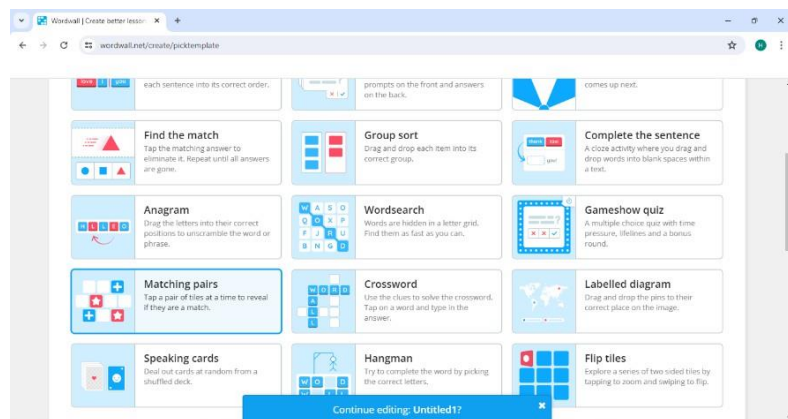 Wordwall | Create better lesson
wordwall.net/create/picktemplate
H
each sentence into its correct order.
prompts on the front and answers
on the back.
comes up next.
Find the match
Tap the matching answer to
eliminate it. Repeat until all answers
are gone.
Group sort
Drag and drop each item into its
correct group.
Complete the sentence
A cloze activity where you drag and
drop words into blank spaces within
a text.
Anagram
Drag the letters into their correct
positions to unscramble the word or
phrase.
N L L E D
Wordsearch
Words are hidden in a letter grid.
Find them as fast as you can.
W A S O
Q O X P
F J R U
B N G D
Gameshow quiz
A multiple choice quiz with time
pressure, lifelines and a bonus
round.
Matching pairs
Tap a pair of tiles at a time to reveal
if they are a match.
Crossword
Use the clues to solve the crossword.
Tap on a word and type in the
answer.
W O R D
A
L
L
Labelled diagram
Drag and drop the pins to their
correct place on the image.
Speaking cards
Deal out cards at random from a
shuffled deck.
Hangman
Try to complete the word by picking
the correct letters.
W O D
Flip tiles
Explore a series of two sided tiles by
tapping to zoom and swiping to flip.
Continue editing: Untitled1?